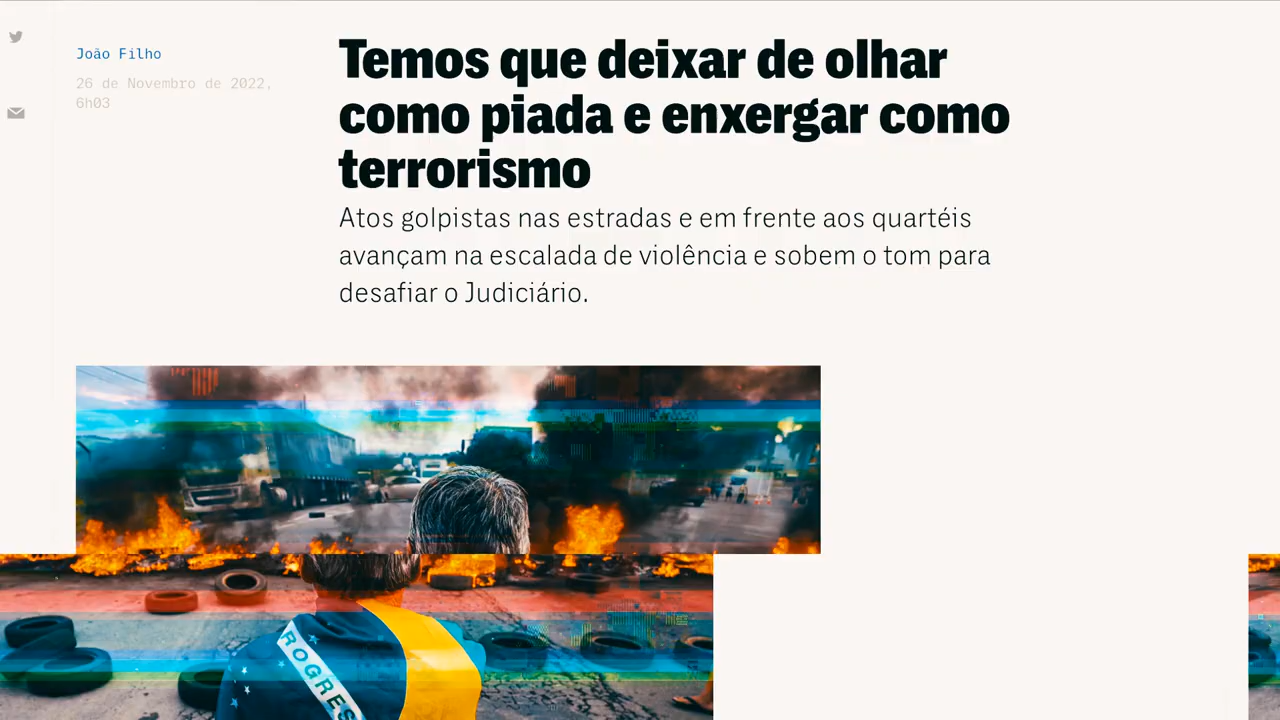 João Filho
26 de Novembro de 2022,
6h03
Temos que deixar de olhar
como piada e enxergar como
terrorismo
Atos golpistas nas estradas e em frente aos quartéis
avançam na escalada de violência e sobem o tom para
desafiar o Judiciário.
ROGRES